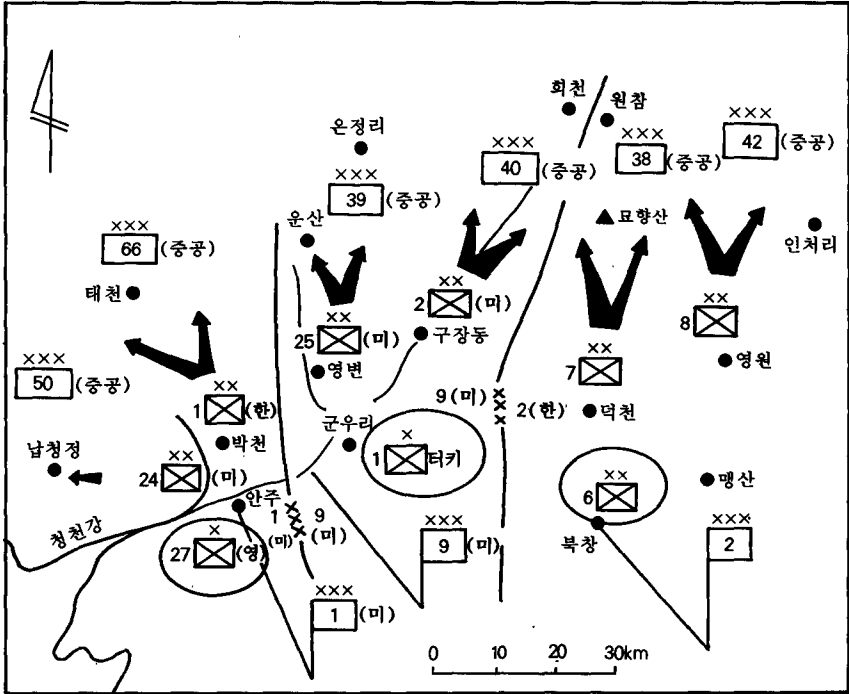 희천
원참
×××
42 (중공)
×××
38 (중공)
×××
40 (중공)
온정리
×××
39 (중공)
운산
묘향산
인처리
×××
66 (중공)
태천
××
2 (미)
구장동
××
8
영원
××
25 (미)
영변
××
7
덕천
×××
50 (중공)
××
1 (한)
박천
9(미)
×××
2(한)
군우리
×
1 터키
납청정
××
24 (미)
안주
1
(미)
×××
9
(미)
××
6
북창
맹산
청천강
×
27 (영)
×××
9 (미)
×××
2
×××
1 (미)
0 10 20 30km